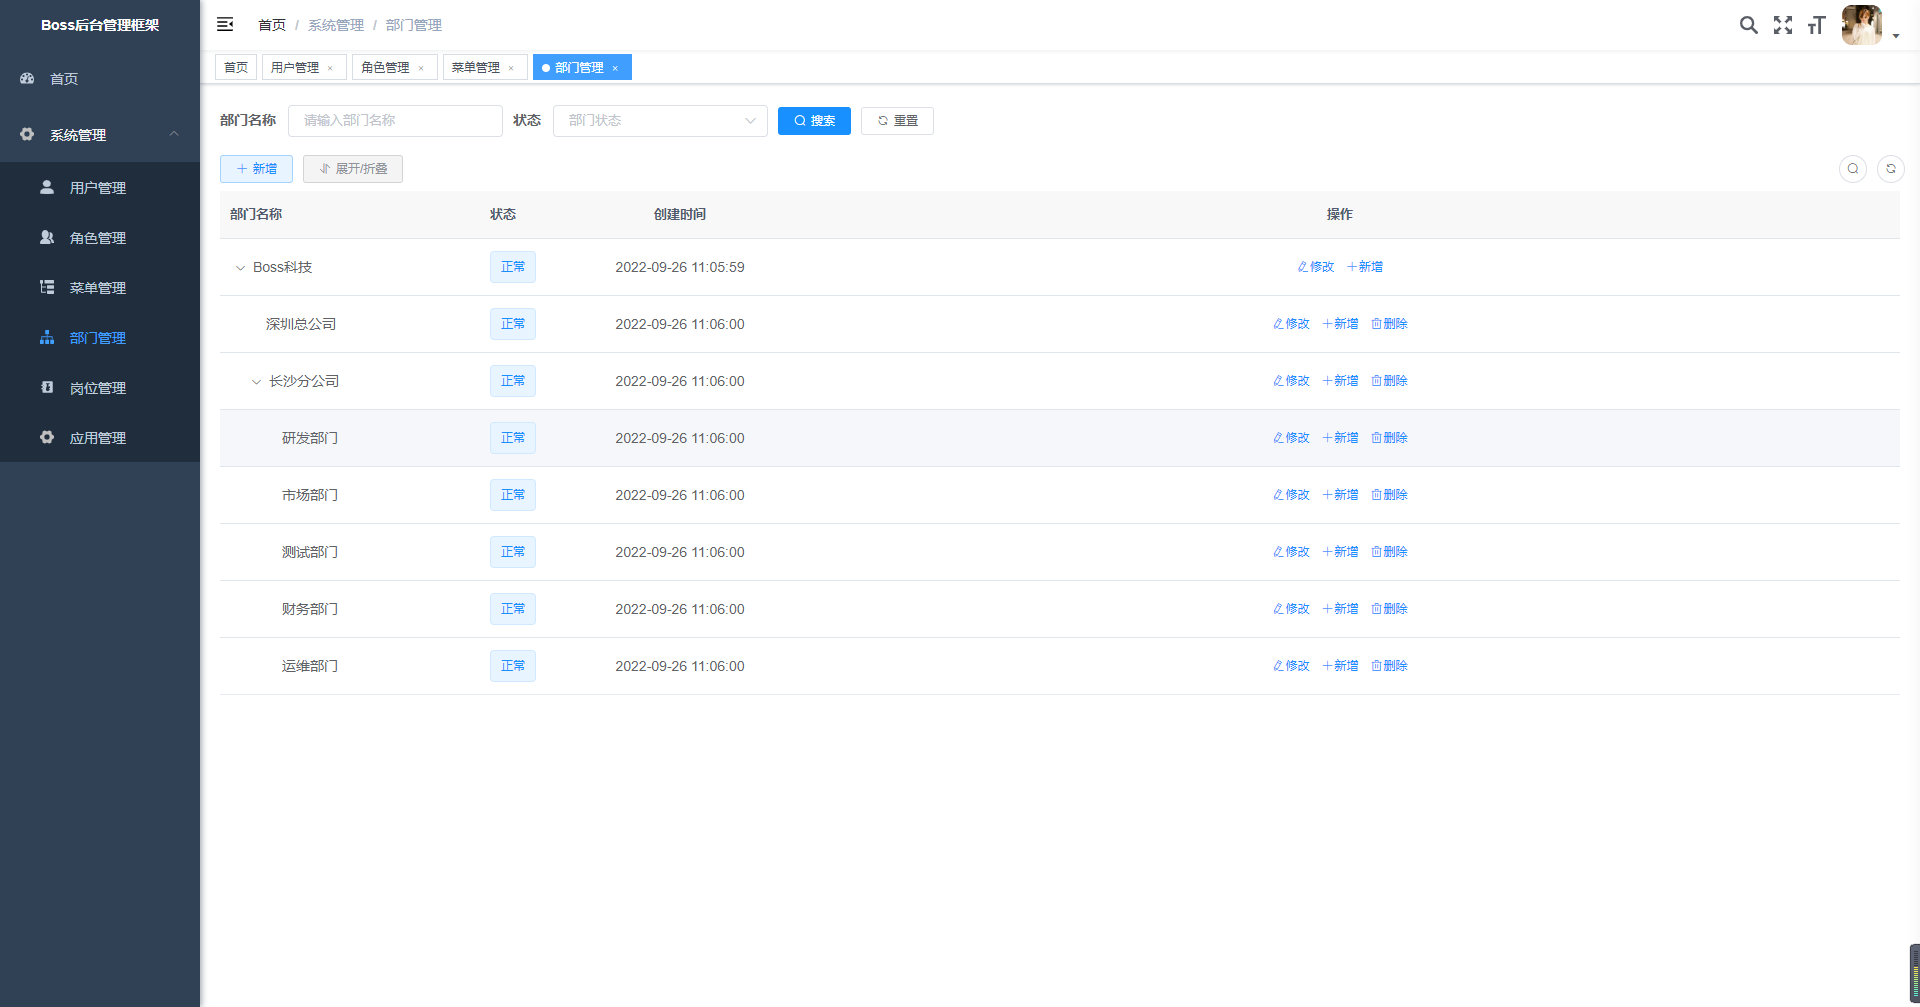 Boss后台管理框架
首页
系统管理
用户管理
角色管理
菜单管理
部门管理
岗位管理
应用管理
首页 / 系统管理 / 部门管理
首页 用户管理 × 角色管理 × 菜单管理 × 部门管理 ×
部门名称 请输入部门名称 状态 部门状态 搜索 重置
新增 展开/折叠
部门名称 状态 创建时间 操作
Boss科技 正常 2022-09-26 11:05:59 修改 新增
深圳总公司 正常 2022-09-26 11:06:00 修改 新增 删除
长沙分公司 正常 2022-09-26 11:06:00 修改 新增 删除
研发部门 正常 2022-09-26 11:06:00 修改 新增 删除
市场部门 正常 2022-09-26 11:06:00 修改 新增 删除
测试部门 正常 2022-09-26 11:06:00 修改 新增 删除
财务部门 正常 2022-09-26 11:06:00 修改 新增 删除
运维部门 正常 2022-09-26 11:06:00 修改 新增 删除